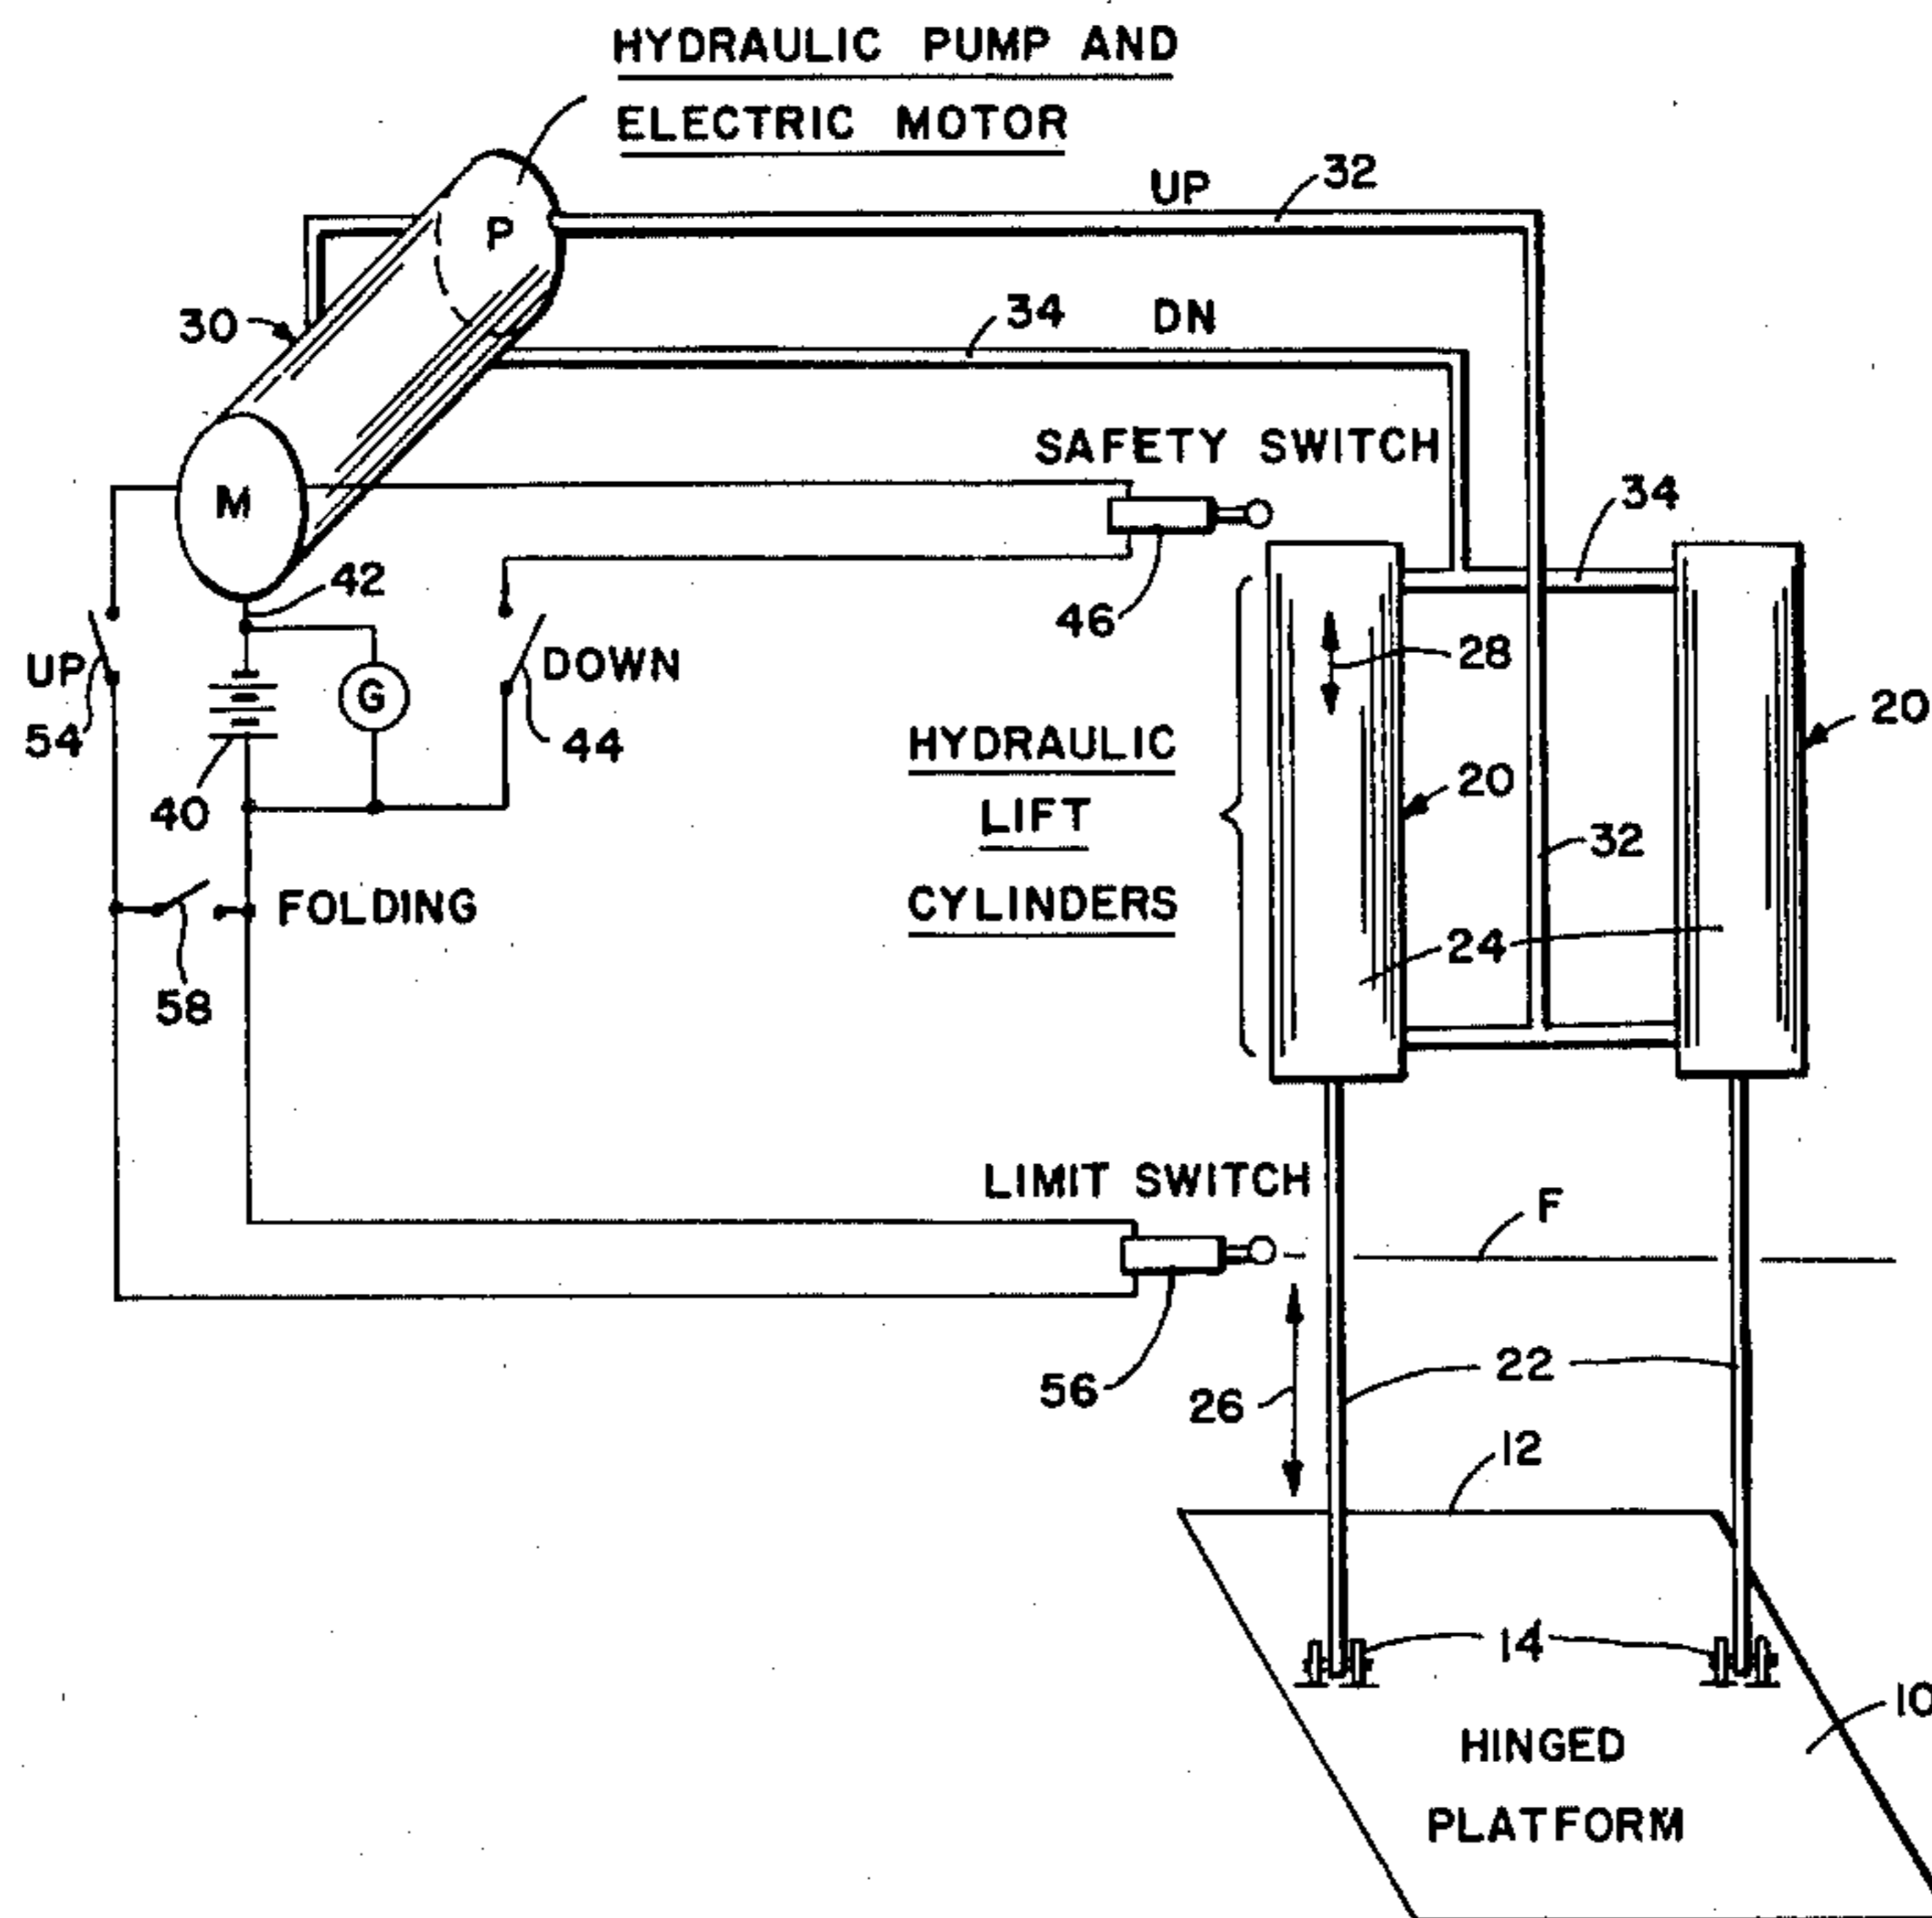 HYDRAULIC PUMP AND
ELECTRIC MOTOR
UP
32
P
30
34
DN
SAFETY SWITCH
M
34
42
46
28
UP
DOWN
G
20
54
44
HYDRAULIC
20
40
LIFT
32
CYLINDERS
FOLDING
24
58
LIMIT SWITCH
F
56
26
22
12
14
10
HINGED
PLATFORM